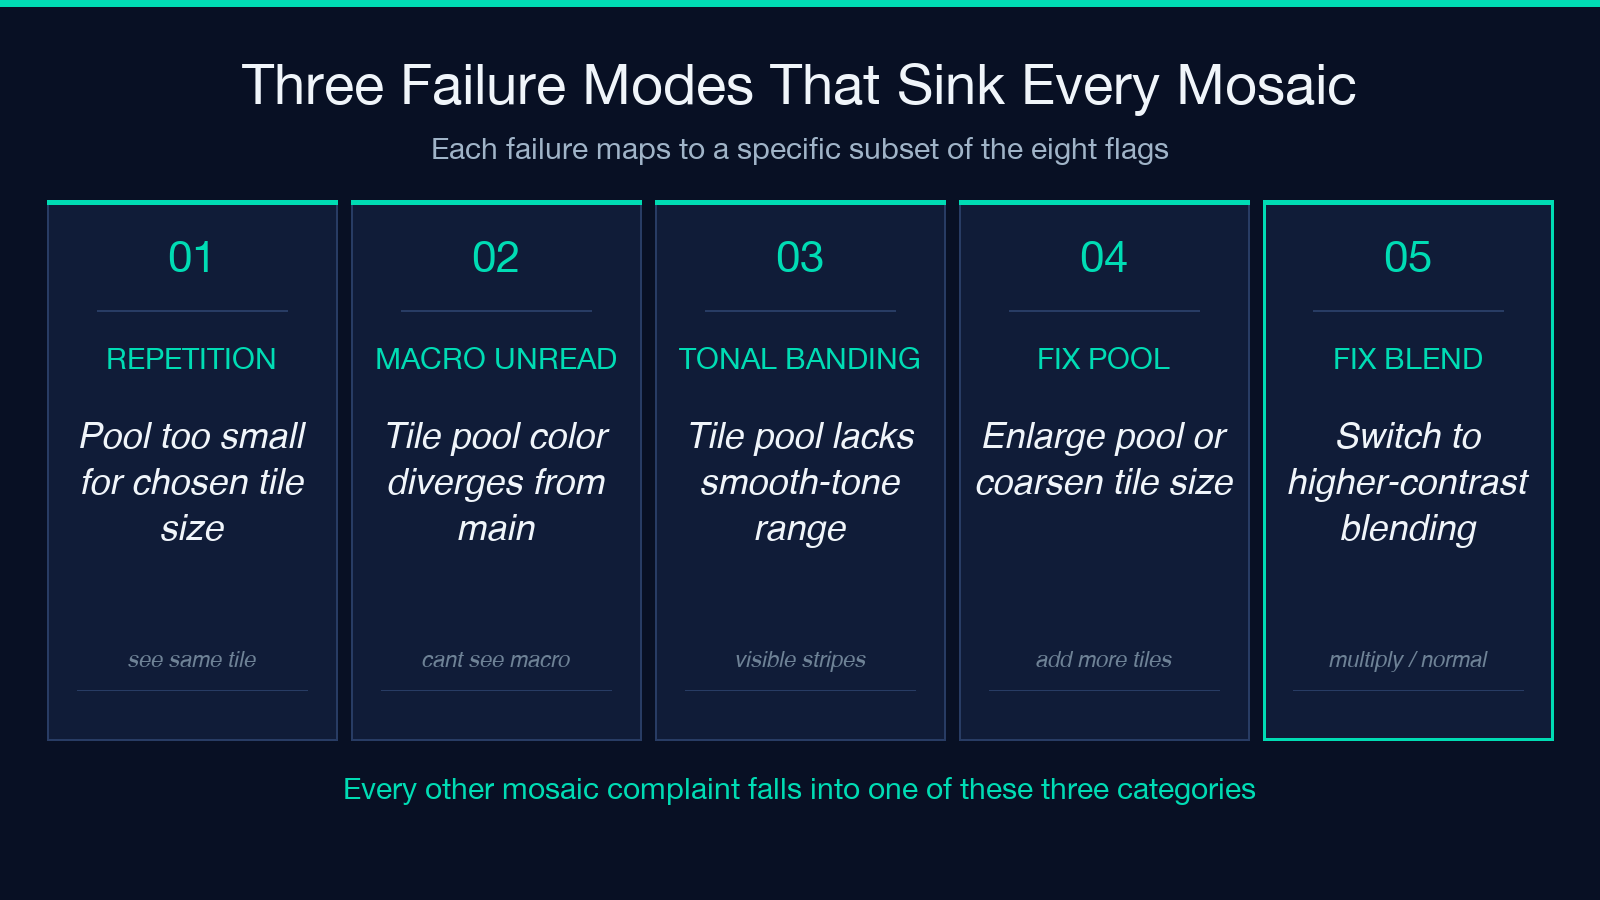 Three Failure Modes That Sink Every Mosaic
Each failure maps to a specific subset of the eight flags
01
REPETITION
Pool too small
for chosen tile
size
see same tile
02
MACRO UNREAD
Tile pool color
diverges from
main
cant see macro
03
TONAL BANDING
Tile pool lacks
smooth-tone
range
visible stripes
04
FIX POOL
Enlarge pool or
coarsen tile size
add more tiles
05
FIX BLEND
Switch to
higher-contrast
blending
multiply / normal
Every other mosaic complaint falls into one of these three categories